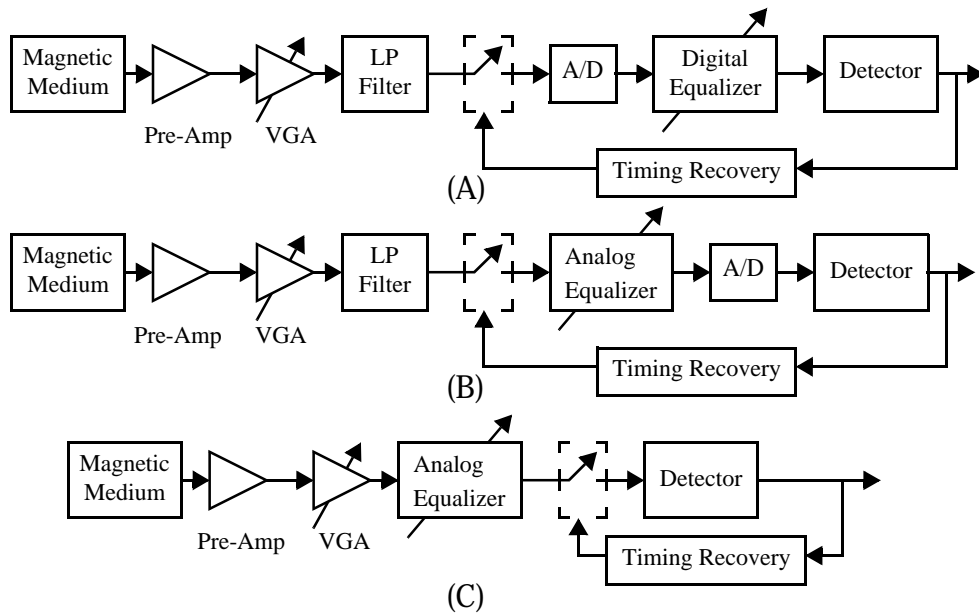 Magnetic
Medium
Pre-Amp
VGA
LP
Filter
A/D
Digital
Equalizer
Detector
Timing Recovery
(A)
Magnetic
Medium
Pre-Amp
VGA
LP
Filter
Analog
Equalizer
A/D
Detector
Timing Recovery
(B)
Magnetic
Medium
Pre-Amp
VGA
Analog
Equalizer
Detector
Timing Recovery
(C)